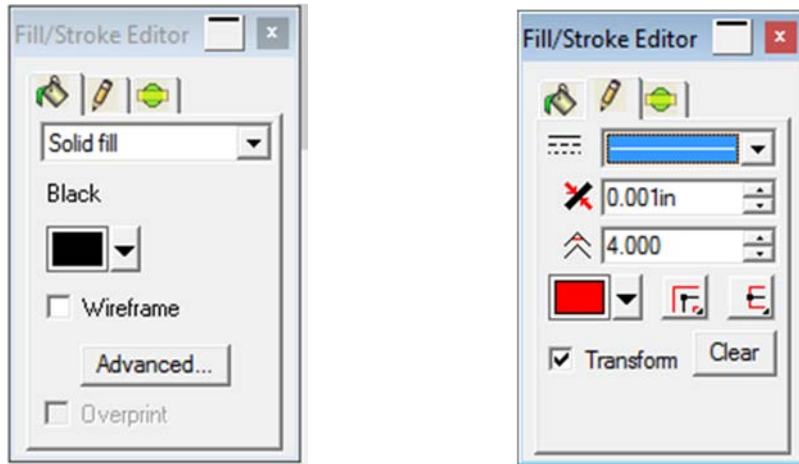 Fill/Stroke Editor
x
Solid fill
Black
Wireframe
Advanced...
Overprint
Fill/Stroke Editor
x
0.001in
4.000
Transform
Clear